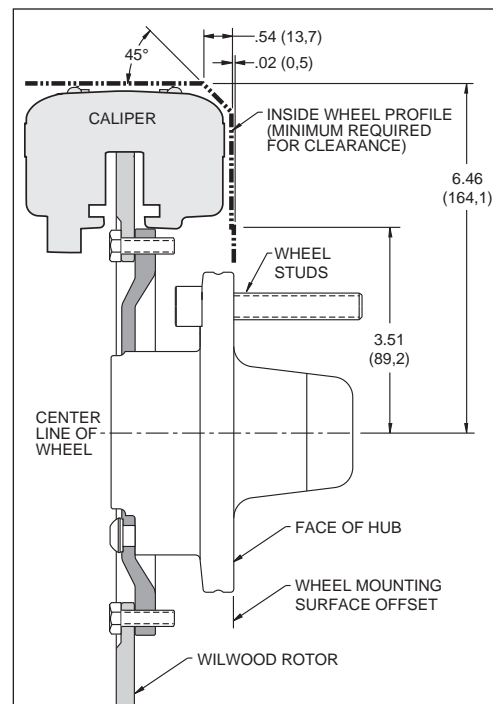 .54 (13,7)
.02 (0,5)
45°
CALIPER
INSIDE WHEEL PROFILE
(MINIMUM REQUIRED
FOR CLEARANCE)
6.46
(164,1)
WHEEL
STUDS
3.51
(89,2)
CENTER
LINE OF
WHEEL
FACE OF HUB
WHEEL MOUNTING
SURFACE OFFSET
WILWOOD ROTOR